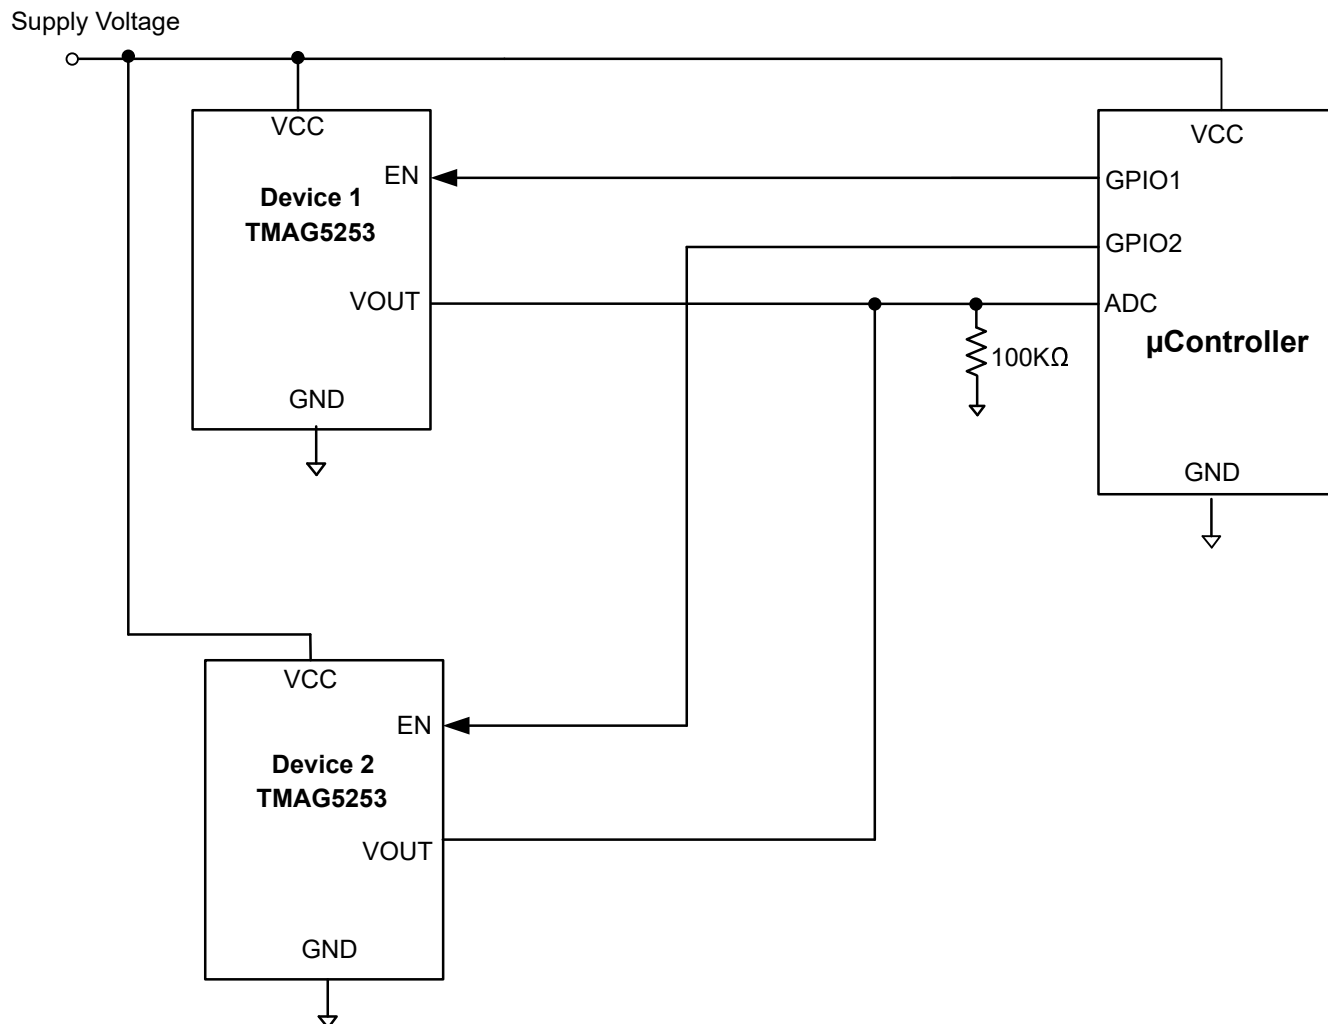 Supply Voltage
VCC
EN
Device 1
TMAG5253
VOUT
GND
VCC
GPIO1
GPIO2
ADC
µController
GND
100KΩ
VCC
EN
Device 2
TMAG5253
VOUT
GND